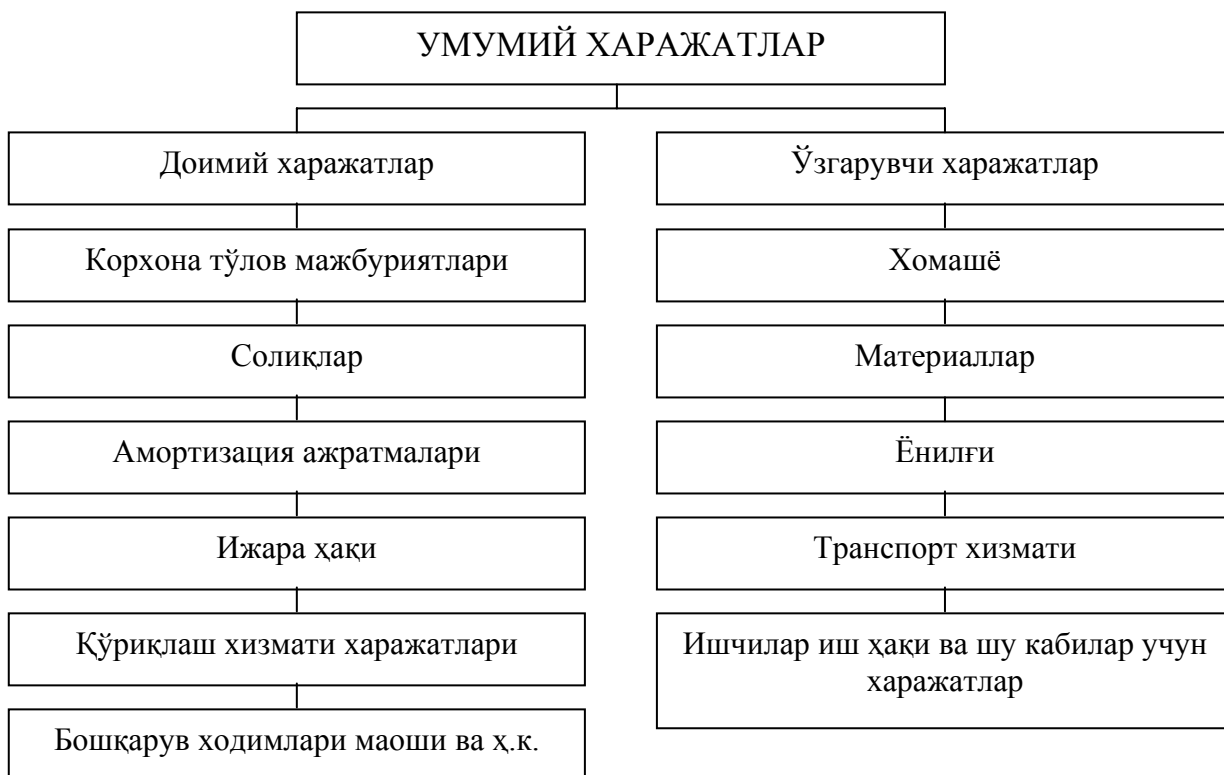 УМУМИЙ ХАРАЖАТЛАР
Доимий харажатлар
Корхона тўлов мажбуриятлари
Солиқлар
Амортизация ажратмалари
Ижара ҳақи
Қўриқлаш хизмати харажатлари
Бошқарув ходимлари маоши ва ҳ.к.
Ўзгарувчи харажатлар
Хомашё
Материаллар
Ёнилғи
Транспорт хизмати
Ишчилар иш ҳақи ва шу кабилар учун
харажатлар